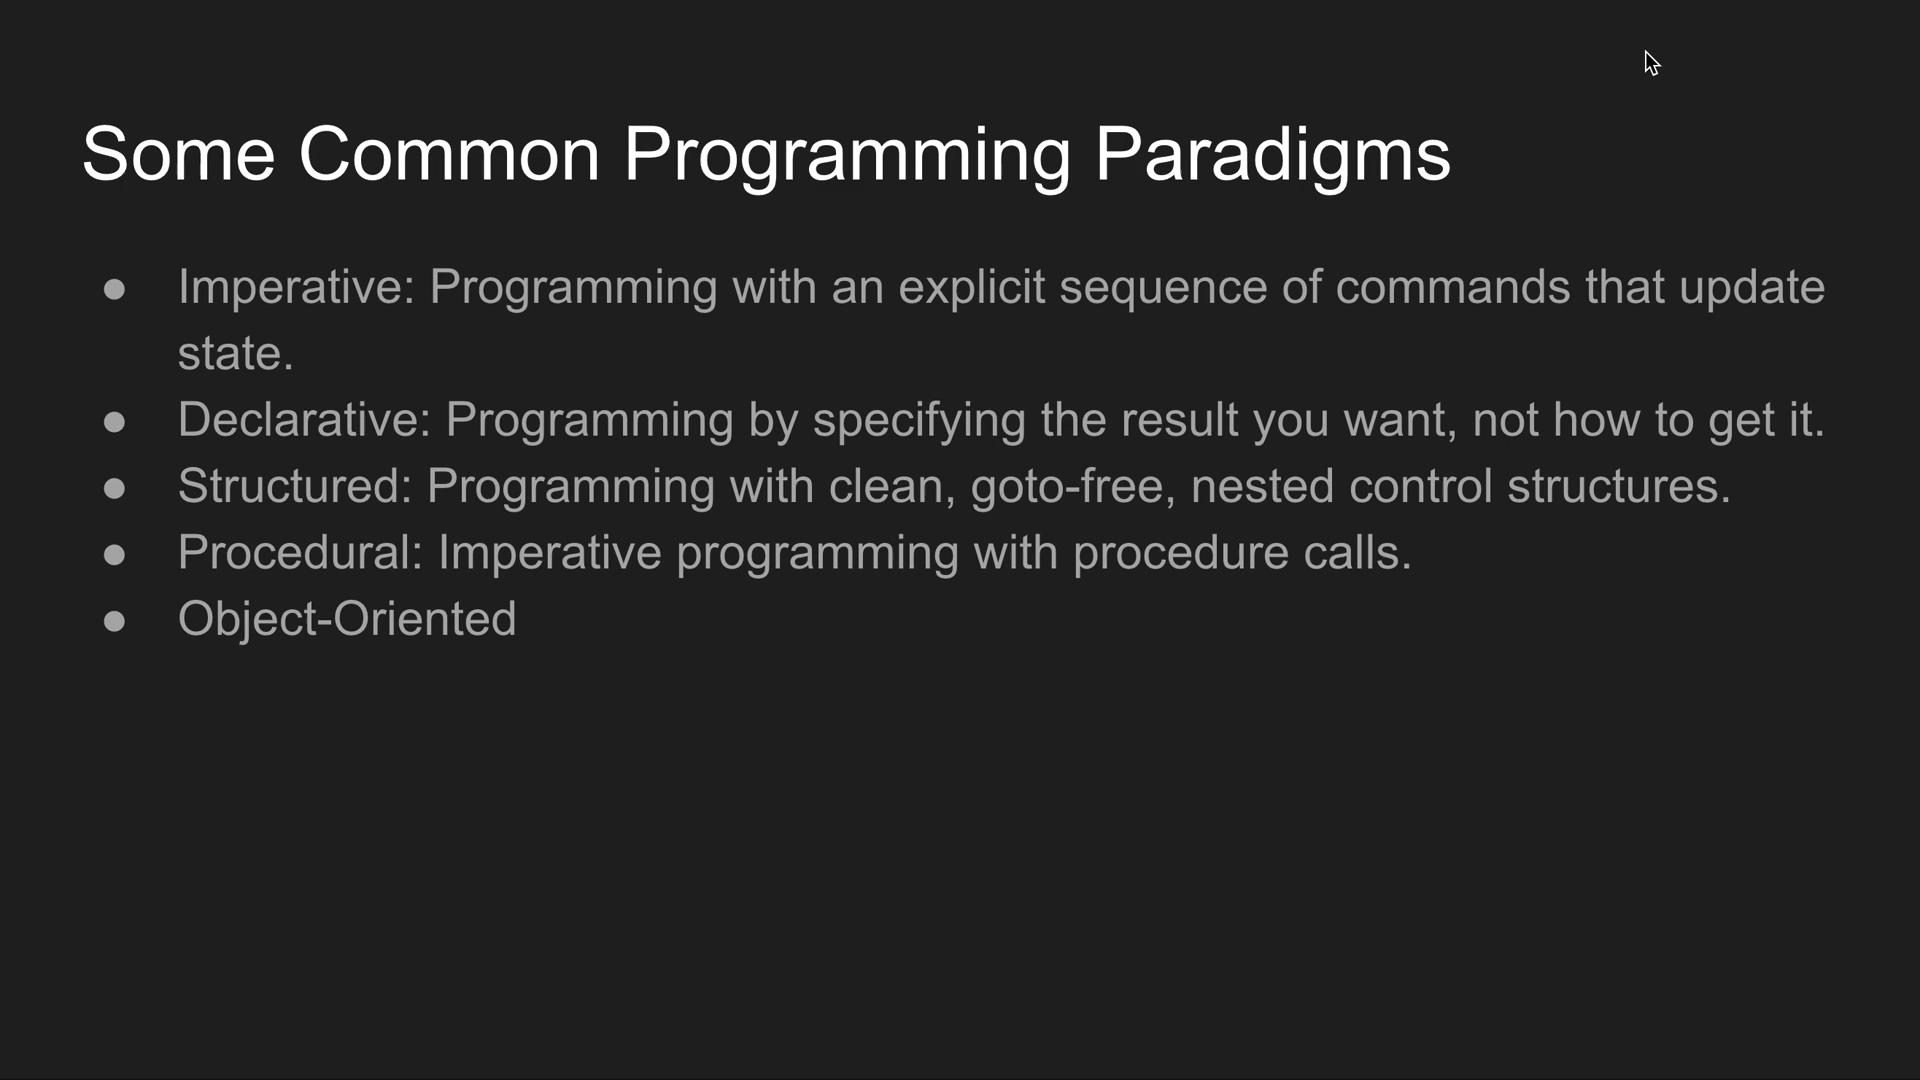 Some Common Programming Paradigms
● Imperative: Programming with an explicit sequence of commands that update
state.
● Declarative: Programming by specifying the result you want, not how to get it.
● Structured: Programming with clean, goto-free, nested control structures.
● Procedural: Imperative programming with procedure calls.
● Object-Oriented